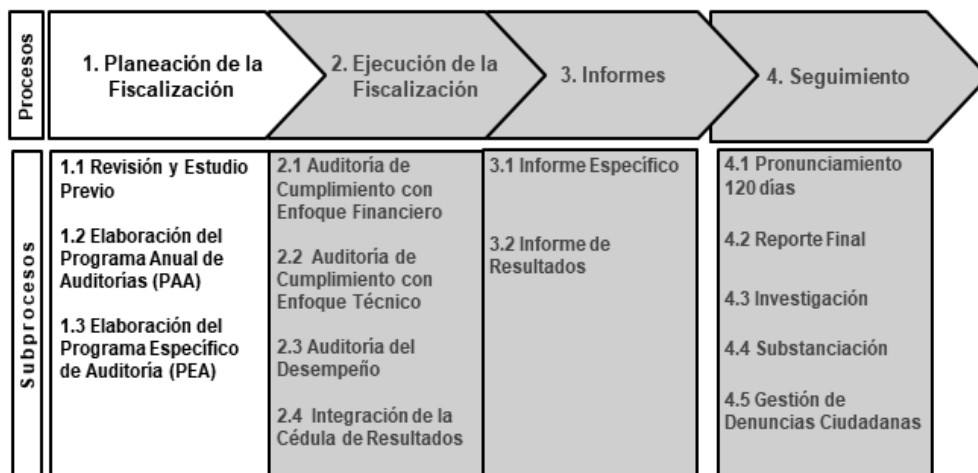 Procesos
1. Planeación de la
Fiscalización
2. Ejecución de la
Fiscalización
3. Informes
4. Seguimiento
Subprocesos
1.1 Revisión y Estudio
Previo
1.2 Elaboración del
Programa Anual de
Auditorías (PAA)
1.3 Elaboración del
Programa Específico
de Auditoría (PEA)
2.1 Auditoría de
Cumplimiento con
Enfoque Financiero
2.2 Auditoría de
Cumplimiento con
Enfoque Técnico
2.3 Auditoría del
Desempeño
2.4 Integración de la
Cédula de Resultados
3.1 Informe Específico
3.2 Informe de
Resultados
4.1 Pronunciamiento
120 días
4.2 Reporte Final
4.3 Investigación
4.4 Substanciación
4.5 Gestión de
Denuncias Ciudadanas